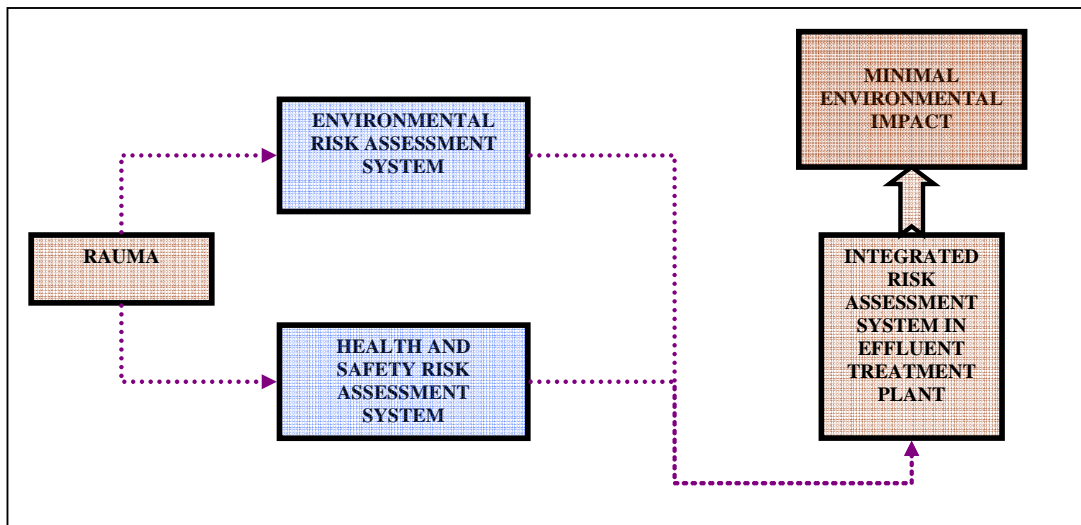 RAUMA
ENVIRONMENTAL
RISK ASSESSMENT
SYSTEM
HEALTH AND
SAFETY RISK
ASSESSMENT
SYSTEM
MINIMAL
ENVIRONMENTAL
IMPACT
INTEGRATED
RISK
ASSESSMENT
SYSTEM IN
EFFLUENT
TREATMENT
PLANT